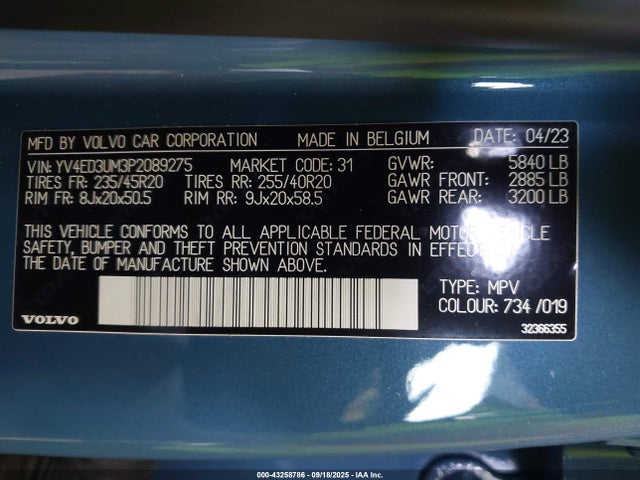 MFD BY VOLVO CAR CORPORATION MADE IN BELGIUM DATE: 04/23
VIN: YV4ED3UM3P2089275 MARKET CODE: 31 GVWR: 5840 LB
TIRES FR: 235/45R20 TIRES RR: 255/40R20 GAWR FRONT: 2885 LB
RIM FR: 8Jx20x50.5 RIM RR: 9Jx20x58.5 GAWR REAR: 3200 LB
THIS VEHICLE CONFORMS TO ALL APPLICABLE FEDERAL MOTOR VEHICLE
SAFETY, BUMPER AND THEFT PREVENTION STANDARDS IN EFFECT ON
THE DATE OF MANUFACTURE SHOWN ABOVE.
TYPE: MPV
COLOUR: 734 /019
VOLVO
32366355
000-43258786 - 09/18/2025 - IAA Inc.